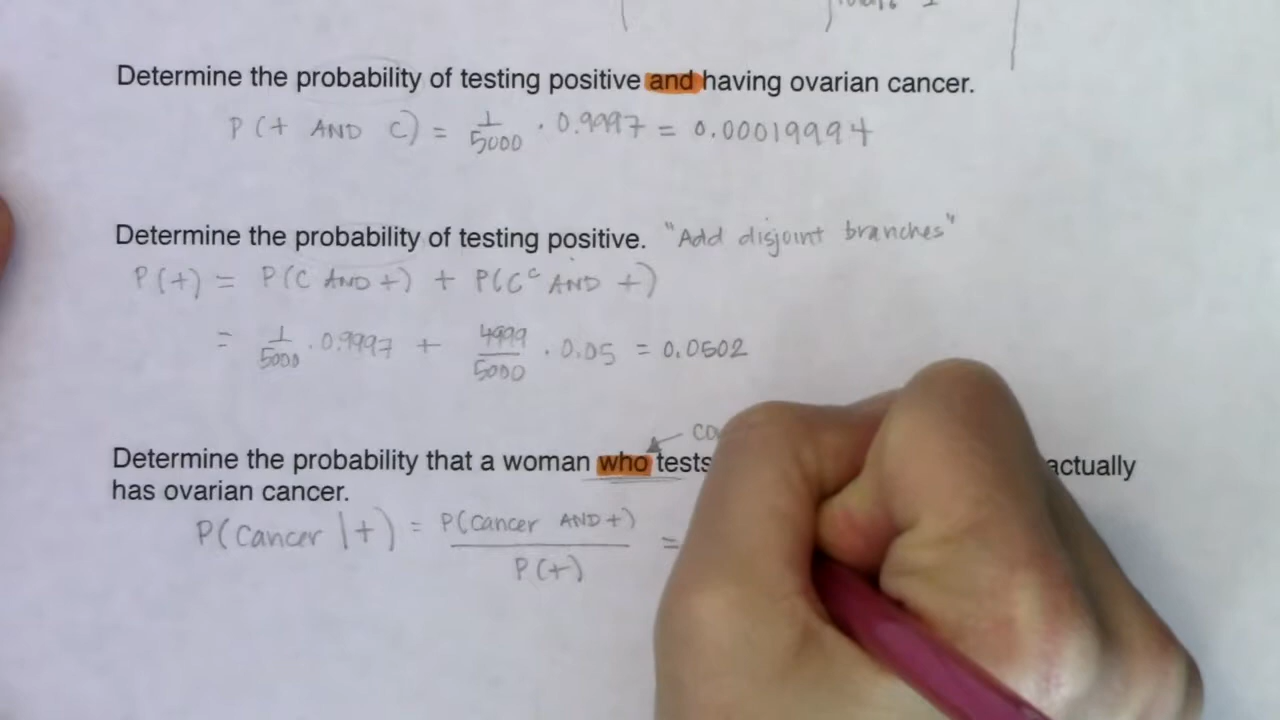 Determine the probability of testing positive and having ovarian cancer.
P(+ AND C) = 1/5000 · 0.9997 = 0.00019994
Determine the probability of testing positive. "Add disjoint branches"
P(+) = P(C AND +) + P(Cᶜ AND +)
= 1/5000 · 0.9997 + 4999/5000 · 0.05 = 0.0502
Determine the probability that a woman who tests actually
has ovarian cancer.
P(Cancer | +) = P(Cancer AND +) / P(+) =